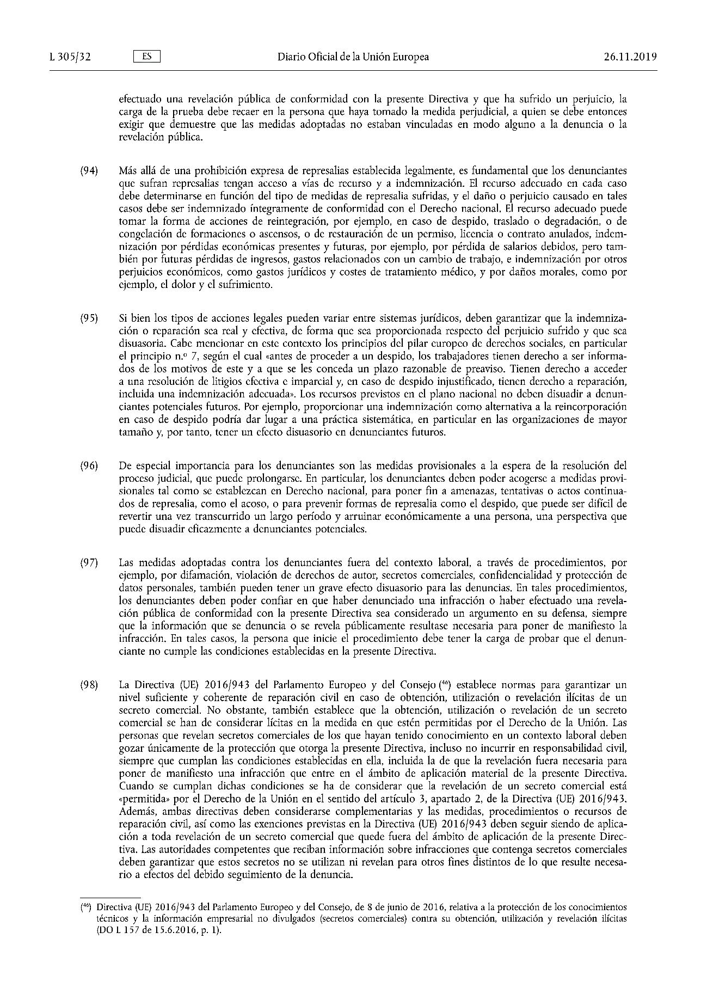 L 305/32 ES Diario Oficial de la Unión Europea 26.11.2019
efectuado una revelación pública de conformidad con la presente Directiva y que ha sufrido un perjuicio, la
carga de la prueba debe recaer en la persona que haya tomado la medida perjudicial, a quien se debe entonces
exigir que demuestre que las medidas adoptadas no estaban vinculadas en modo alguno a la denuncia o la
revelación pública.
(94) Más allá de una prohibición expresa de represalias establecida legalmente, es fundamental que los denunciantes
que sufran represalias tengan acceso a vías de recurso y a indemnización. El recurso adecuado en cada caso
debe determinarse en función del tipo de medidas de represalia sufridas, y el daño o perjuicio causado en tales
casos debe ser indemnizado íntegramente de conformidad con el Derecho nacional. El recurso adecuado puede
tomar la forma de acciones de reintegración, por ejemplo, en caso de despido, traslado o degradación, o de
congelación de formaciones o ascensos, o de restauración de un permiso, licencia o contrato anulados, indem-
nización por pérdidas económicas presentes y futuras, por ejemplo, por pérdida de salarios debidos, pero tam-
bién por futuras pérdidas de ingresos, gastos relacionados con un cambio de trabajo, e indemnización por otros
perjuicios económicos, como gastos jurídicos y costes de tratamiento médico, y por daños morales, como por
ejemplo, el dolor y el sufrimiento.
(95) Si bien los tipos de acciones legales pueden variar entre sistemas jurídicos, deben garantizar que la indemniza-
ción o reparación sea real y efectiva, de forma que sea proporcionada respecto del perjuicio sufrido y que sea
disuasoria. Cabe mencionar en este contexto los principios del pilar europeo de derechos sociales, en particular
el principio n.º 7, según el cual «antes de proceder a un despido, los trabajadores tienen derecho a ser informa-
dos de los motivos de este y a que se les conceda un plazo razonable de preaviso. Tienen derecho a acceder
a una resolución de litigios efectiva e imparcial y, en caso de despido injustificado, tienen derecho a reparación,
incluida una indemnización adecuada». Los recursos previstos en el plano nacional no deben disuadir a denun-
ciantes potenciales futuros. Por ejemplo, proporcionar una indemnización como alternativa a la reincorporación
en caso de despido podría dar lugar a una práctica sistemática, en particular en las organizaciones de mayor
tamaño y, por tanto, tener un efecto disuasorio en denunciantes futuros.
(96) De especial importancia para los denunciantes son las medidas provisionales a la espera de la resolución del
proceso judicial, que puede prolongarse. En particular, los denunciantes deben poder acogerse a medidas provi-
sionales tal como se establezcan en Derecho nacional, para poner fin a amenazas, tentativas o actos continua-
dos de represalia, como el acoso, o para prevenir formas de represalia como el despido, que puede ser difícil de
revertir una vez transcurrido un largo período y arruinar económicamente a una persona, una perspectiva que
puede disuadir eficazmente a denunciantes potenciales.
(97) Las medidas adoptadas contra los denunciantes fuera del contexto laboral, a través de procedimientos, por
ejemplo, por difamación, violación de derechos de autor, secretos comerciales, confidencialidad y protección de
datos personales, también pueden tener un grave efecto disuasorio para las denuncias. En tales procedimientos,
los denunciantes deben poder confiar en que haber denunciado una infracción o haber efectuado una revela-
ción pública de conformidad con la presente Directiva sea considerado un argumento en su defensa, siempre
que la información que se denuncia o se revela públicamente resultase necesaria para poner de manifiesto la
infracción. En tales casos, la persona que inicie el procedimiento debe tener la carga de probar que el denun-
ciante no cumple las condiciones establecidas en la presente Directiva.
(98) La Directiva (UE) 2016/943 del Parlamento Europeo y del Consejo (⁴⁶) establece normas para garantizar un
nivel suficiente y coherente de reparación civil en caso de obtención, utilización o revelación ilícitas de un
secreto comercial. No obstante, también establece que la obtención, utilización o revelación de un secreto
comercial se han de considerar lícitas en la medida en que estén permitidas por el Derecho de la Unión. Las
personas que revelan secretos comerciales de los que hayan tenido conocimiento en un contexto laboral deben
gozar únicamente de la protección que otorga la presente Directiva, incluso no incurrir en responsabilidad civil,
siempre que cumplan las condiciones establecidas en ella, incluida la de que la revelación fuera necesaria para
poner de manifiesto una infracción que entre en el ámbito de aplicación material de la presente Directiva.
Cuando se cumplan dichas condiciones se ha de considerar que la revelación de un secreto comercial está
«permitida» por el Derecho de la Unión en el sentido del artículo 3, apartado 2, de la Directiva (UE) 2016/943.
Además, ambas directivas deben considerarse complementarias y las medidas, procedimientos o recursos de
reparación civil, así como las exenciones previstas en la Directiva (UE) 2016/943 deben seguir siendo de aplica-
ción a toda revelación de un secreto comercial que quede fuera del ámbito de aplicación de la presente Direc-
tiva. Las autoridades competentes que reciban información sobre infracciones que contenga secretos comerciales
deben garantizar que estos secretos no se utilizan ni revelan para otros fines distintos de lo que resulte necesa-
rio a efectos del debido seguimiento de la denuncia.
(⁴⁶) Directiva (UE) 2016/943 del Parlamento Europeo y del Consejo, de 8 de junio de 2016, relativa a la protección de los conocimientos
técnicos y la información empresarial no divulgados (secretos comerciales) contra su obtención, utilización y revelación ilícitas
(DO L 157 de 15.6.2016, p. 1).